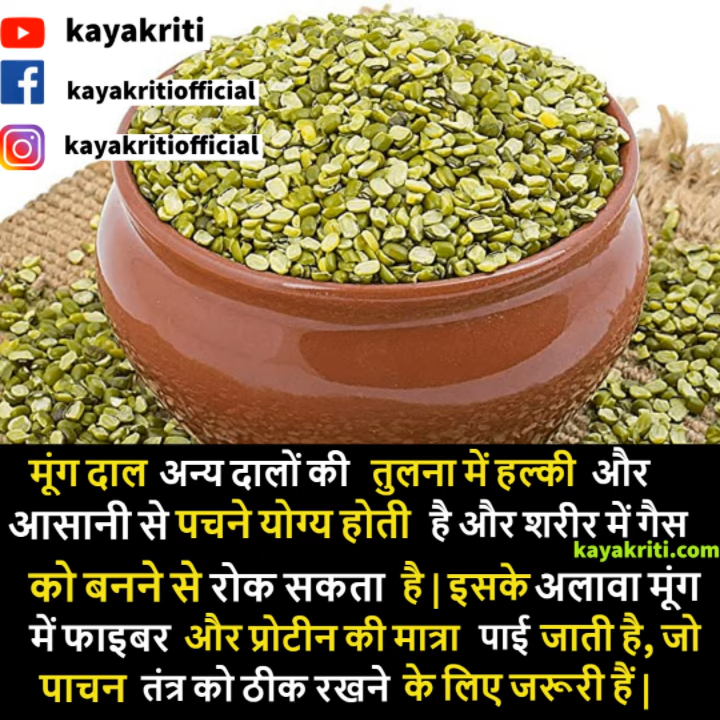 kayakriti
kayakritiofficial
kayakritiofficial
मूंग दाल अन्य दालों की तुलना में हल्की और
आसानी से पचने योग्य होती है और शरीर में गैस
kayakriti.com
को बनने से रोक सकता है| इसके अलावा मूंग
में फाइबर और प्रोटीन की मात्रा पाई जाती है, जो
पाचन तंत्र को ठीक रखने के लिए जरूरी हैं|